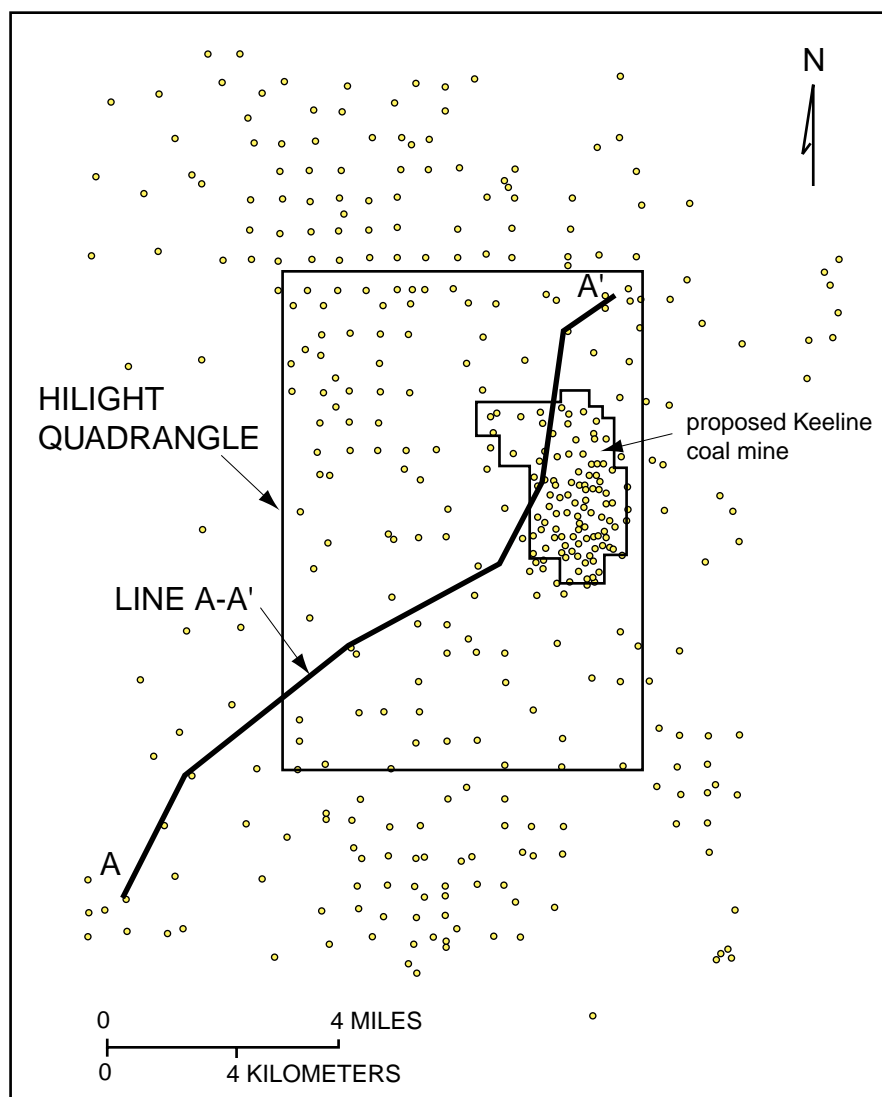 N
A'
HILIGHT
QUADRANGLE
proposed Keeline
coal mine
LINE A-A'
A
0
4 MILES
0
4 KILOMETERS